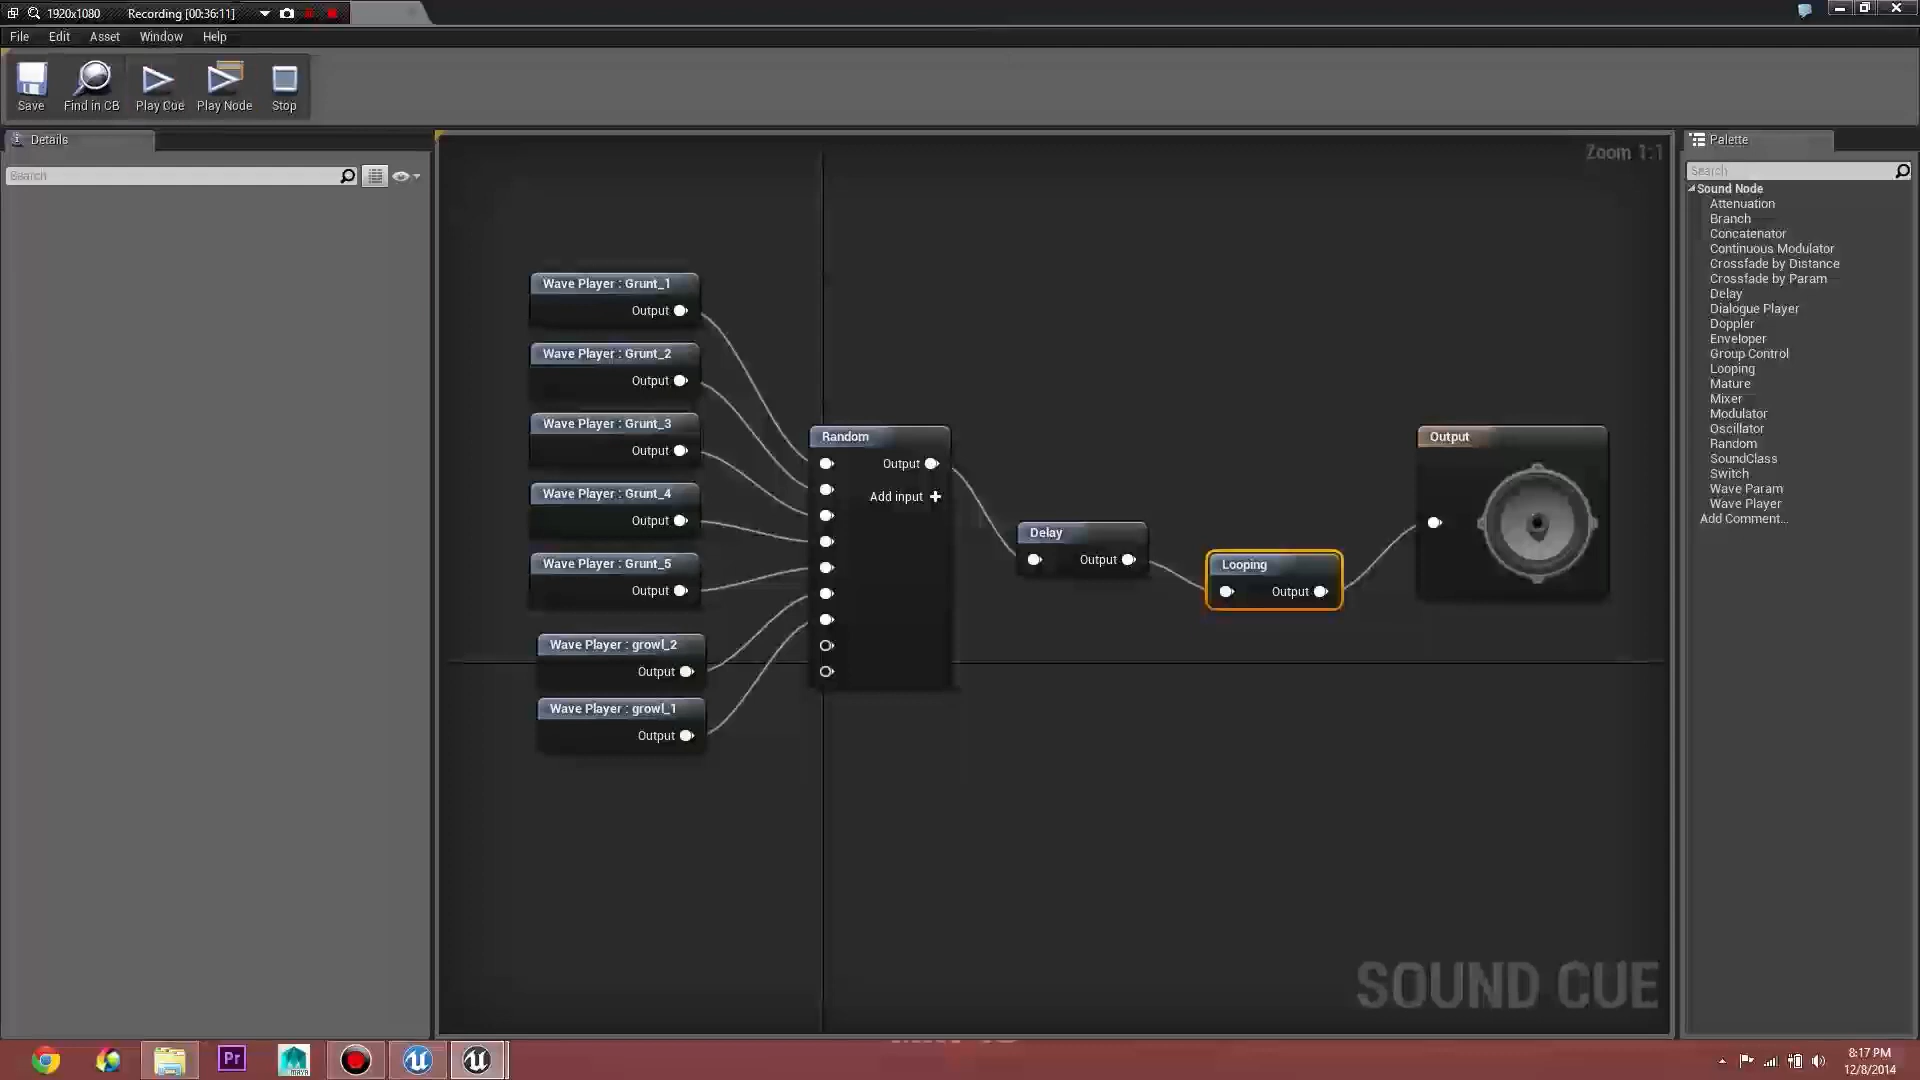 1920x1080 Recording [00:36:11]
File Edit Asset Window Help
Save Find in CB Play Cue Play Node Stop
Details
Search
Zoom 1:1
Wave Player : Grunt_1
Output
Wave Player : Grunt_2
Output
Wave Player : Grunt_3
Output
Wave Player : Grunt_4
Output
Wave Player : Grunt_5
Output
Wave Player : growl_2
Output
Wave Player : growl_1
Output
Random
Output
Add input
Delay
Output
Looping
Output
Output
SOUND CUE
Palette
Search
Sound Node
Attenuation
Branch
Concatenator
Continuous Modulator
Crossfade by Distance
Crossfade by Param
Delay
Dialogue Player
Doppler
Enveloper
Group Control
Looping
Mature
Mixer
Modulator
Oscillator
Random
SoundClass
Switch
Wave Param
Wave Player
Add Comment...
Pr
MAYA
8:17 PM
12/8/2014